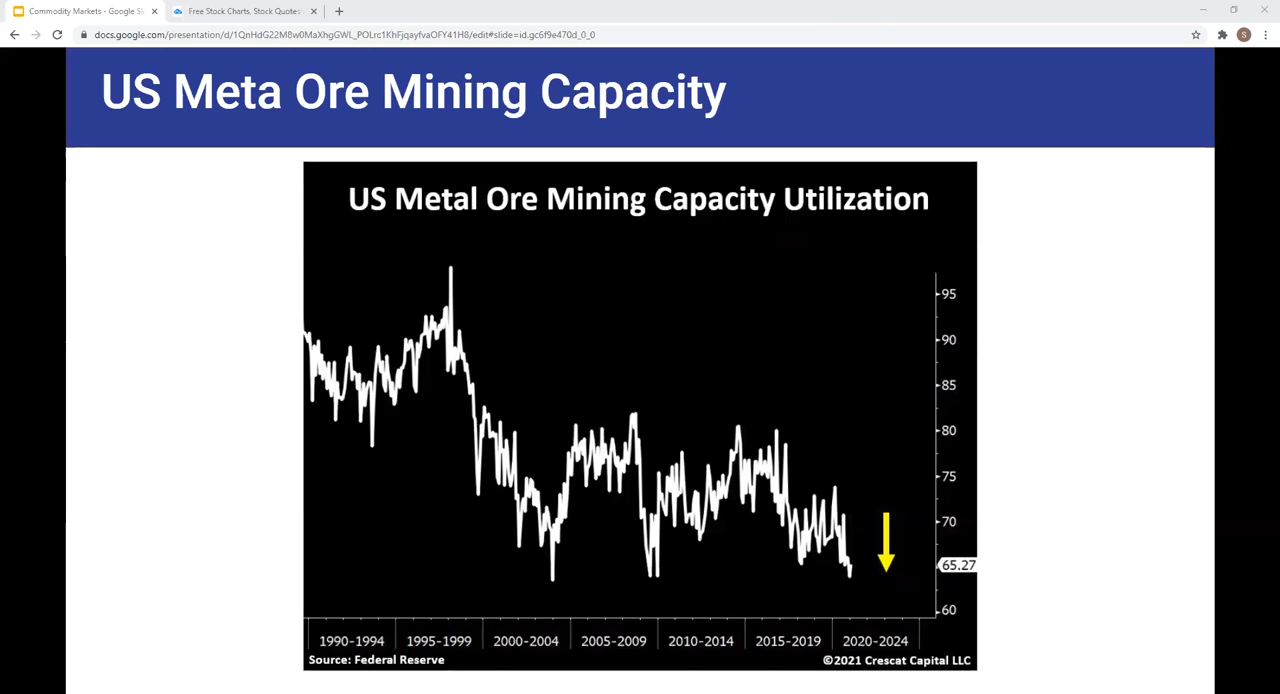 Commodity Markets - Google Sl
Free Stock Charts, Stock Quotes
docs.google.com/presentation/d/1QnHdG22M8w0MaXhgGWL_POLrc1KhFjqayfvaOFY41H8/edit#slide=id.gc6f9e470d_0_0
S
US Meta Ore Mining Capacity
US Metal Ore Mining Capacity Utilization
95
90
85
80
75
70
65.27
60
1990-1994
1995-1999
2000-2004
2005-2009
2010-2014
2015-2019
2020-2024
Source: Federal Reserve
©2021 Crescat Capital LLC